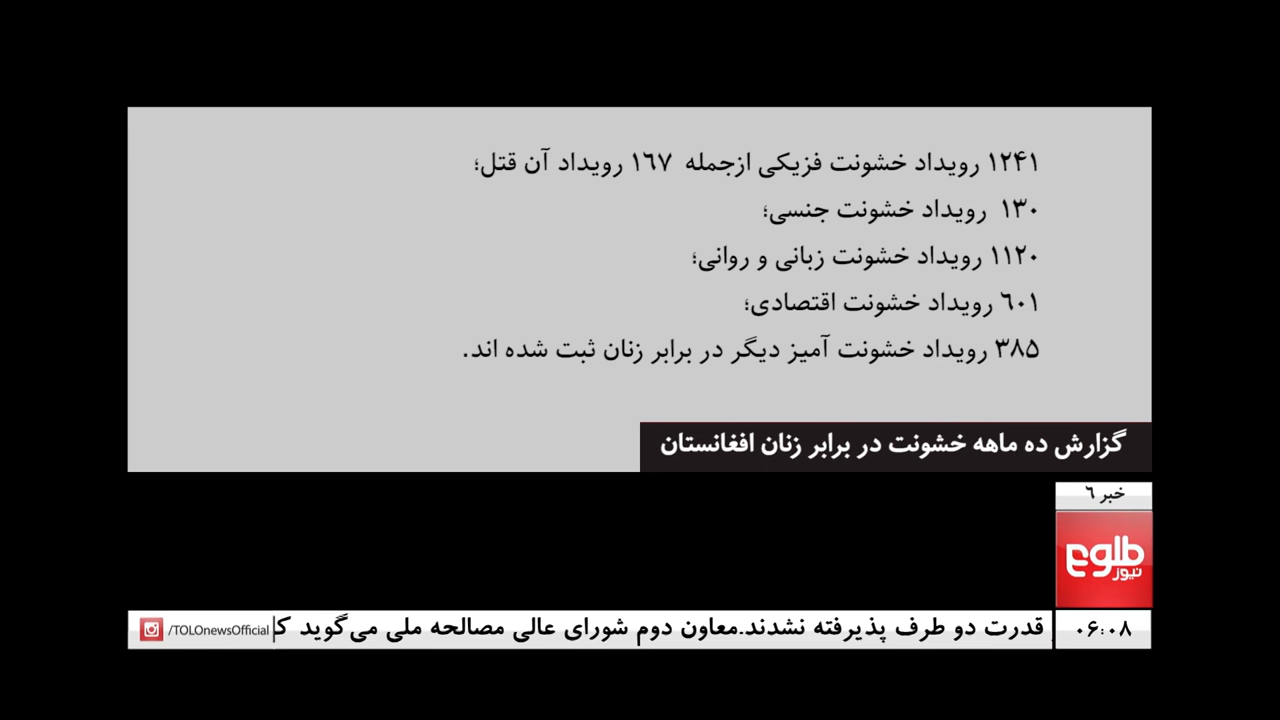 ۱۲۴۱ رویداد خشونت فزیکی ازجمله ۱٦۷ رویداد آن قتل؛
۱۳۰ رویداد خشونت جنسی؛
۱۱۲۰ رویداد خشونت زبانی و روانی؛
٦۰۱ رویداد خشونت اقتصادی؛
۳۸۵ رویداد خشونت آمیز دیگر در برابر زنان ثبت شده اند.
گزارش ده ماهه خشونت در برابر زنان افغانستان
خبر ٦
طلوع
نیوز
قدرت دو طرف پذیرفته نشدند.معاون دوم شورای عالی مصالحه ملی می‌گوید
/TOLOnewsOfficial
۰۶:۰۸